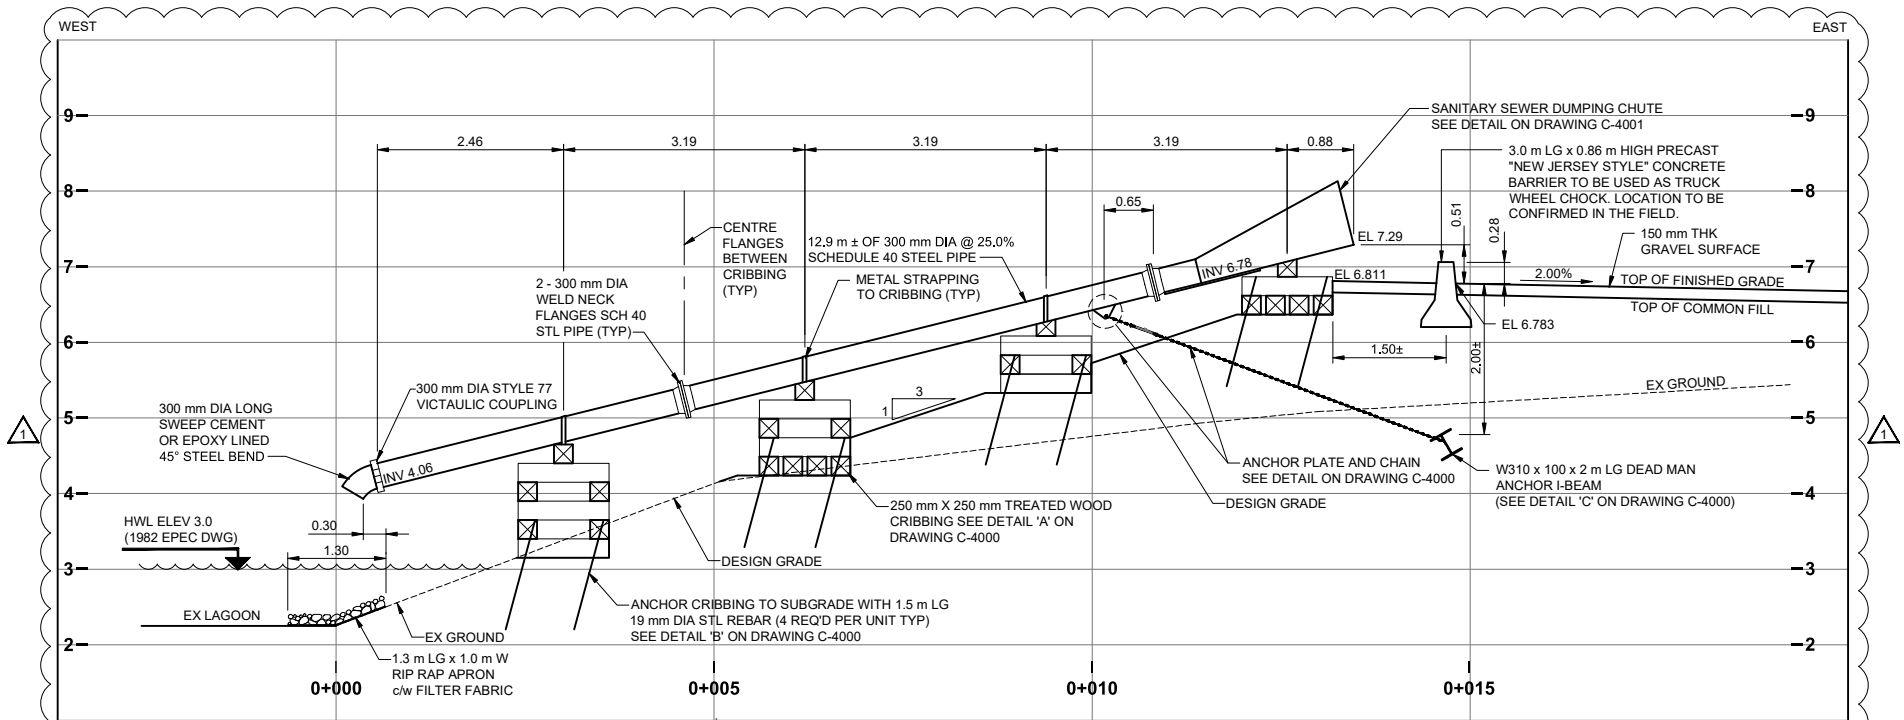 WEST
EAST
9
8
7
6
5
4
3
2
9
8
7
6
5
4
3
2
2.46
3.19
3.19
3.19
0.88
SANITARY SEWER DUMPING CHUTE
SEE DETAIL ON DRAWING C-4001
3.0 m LG x 0.86 m HIGH PRECAST
"NEW JERSEY STYLE" CONCRETE
BARRIER TO BE USED AS TRUCK
WHEEL CHOCK. LOCATION TO BE
CONFIRMED IN THE FIELD.
0.65
0.51
0.28
CENTRE
FLANGES
BETWEEN
CRIBBING
(TYP)
12.9 m ± OF 300 mm DIA @ 25.0%
SCHEDULE 40 STEEL PIPE
METAL STRAPPING
TO CRIBBING (TYP)
2 - 300 mm DIA
WELD NECK
FLANGES SCH 40
STL PIPE (TYP)
EL 7.29
150 mm THK
GRAVEL SURFACE
INV 6.78
EL 6.811
2.00%
TOP OF FINISHED GRADE
TOP OF COMMON FILL
EL 6.783
1.50±
2.00±
EX GROUND
300 mm DIA STYLE 77
VICTAULIC COUPLING
300 mm DIA LONG
SWEEP CEMENT
OR EPOXY LINED
45° STEEL BEND
INV 4.06
3
1
1
1
ANCHOR PLATE AND CHAIN
SEE DETAIL ON DRAWING C-4000
W310 x 100 x 2 m LG DEAD MAN
ANCHOR I-BEAM
(SEE DETAIL 'C' ON DRAWING C-4000)
250 mm X 250 mm TREATED WOOD
CRIBBING SEE DETAIL 'A' ON
DRAWING C-4000
DESIGN GRADE
HWL ELEV 3.0
(1982 EPEC DWG)
0.30
1.30
DESIGN GRADE
EX LAGOON
EX GROUND
ANCHOR CRIBBING TO SUBGRADE WITH 1.5 m LG
19 mm DIA STL REBAR (4 REQ'D PER UNIT TYP)
SEE DETAIL 'B' ON DRAWING C-4000
1.3 m LG x 1.0 m W
RIP RAP APRON
c/w FILTER FABRIC
0+000
0+005
0+010
0+015